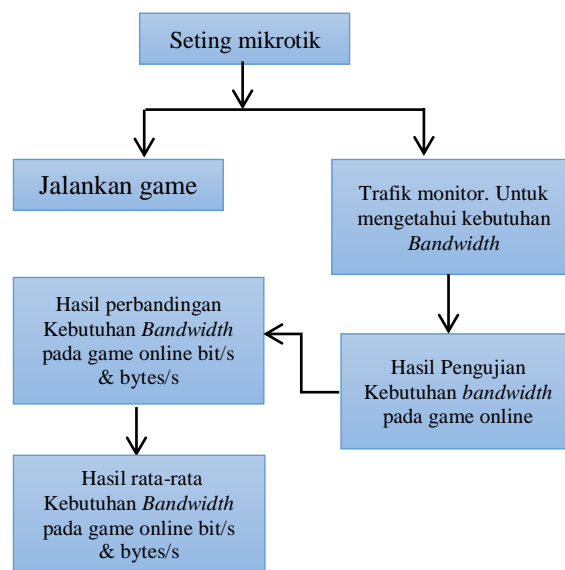 Seting mikrotik
Jalankan game
Trafik monitor. Untuk
mengetahui kebutuhan
Bandwidth
Hasil perbandingan
Kebutuhan Bandwidth
pada game online bit/s
& bytes/s
Hasil Pengujian
Kebutuhan bandwidth
pada game online
Hasil rata-rata
Kebutuhan Bandwidth
pada game online bit/s
& bytes/s